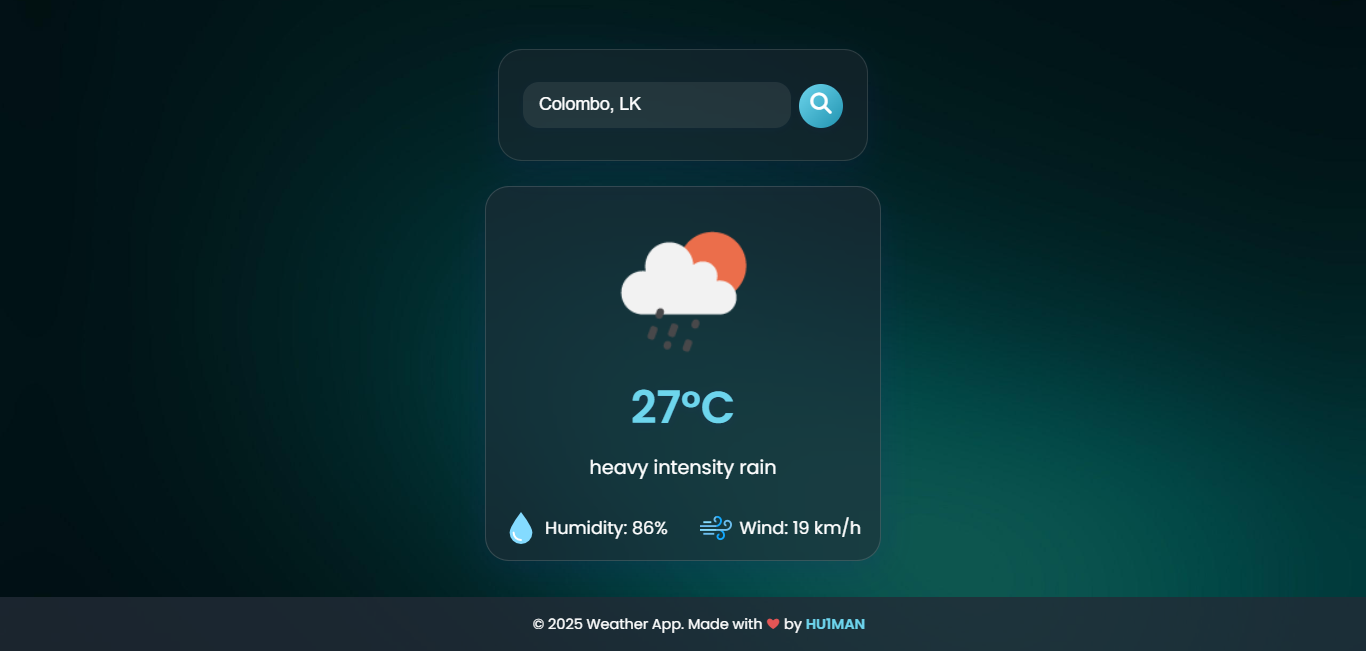 Colombo, LK
27°C
heavy intensity rain
Humidity: 86% Wind: 19 km/h
© 2025 Weather App. Made with ❤ by HU1MAN